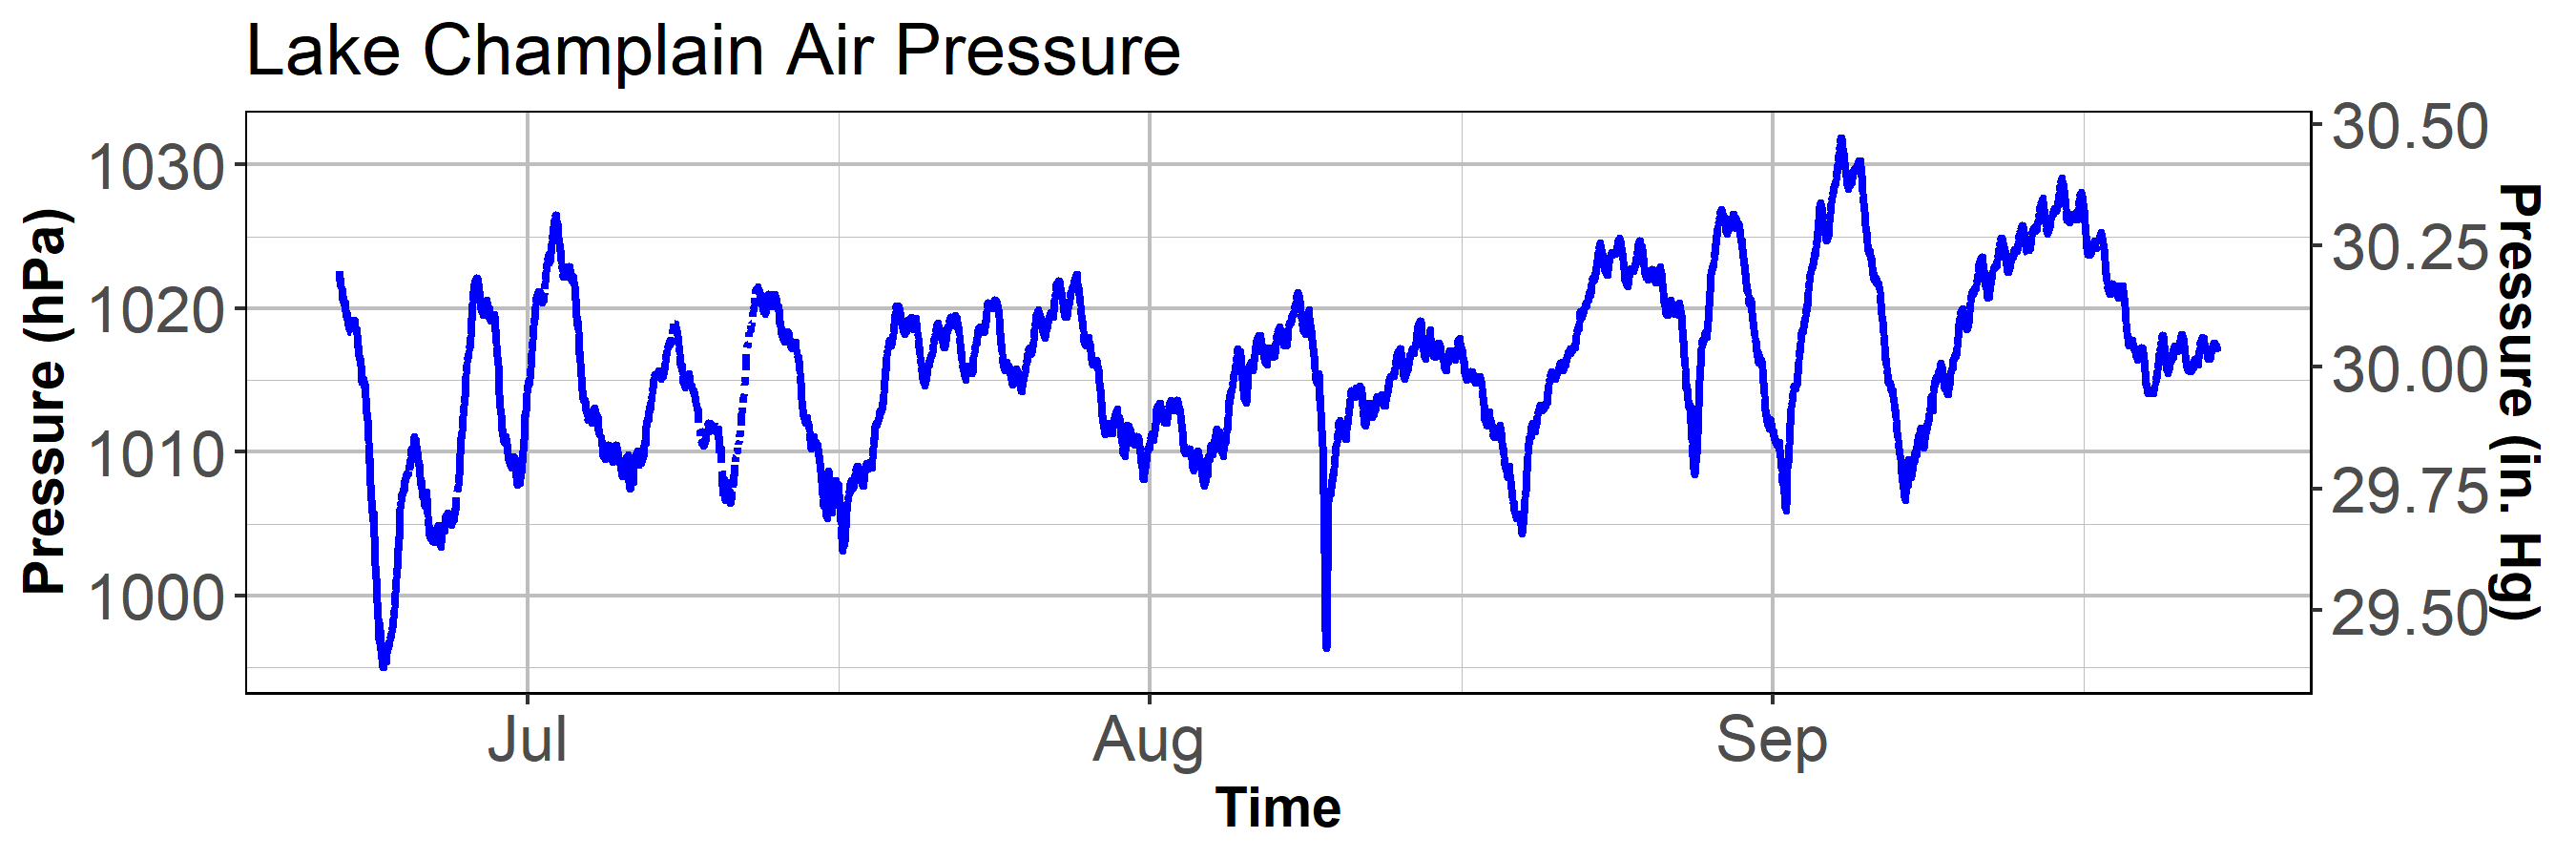 Lake Champlain Air Pressure
Pressure (hPa)
1030
1020
1010
1000
30.50
30.25
30.00
29.75
29.50
Pressure (in. Hg)
Jul Aug Sep
Time